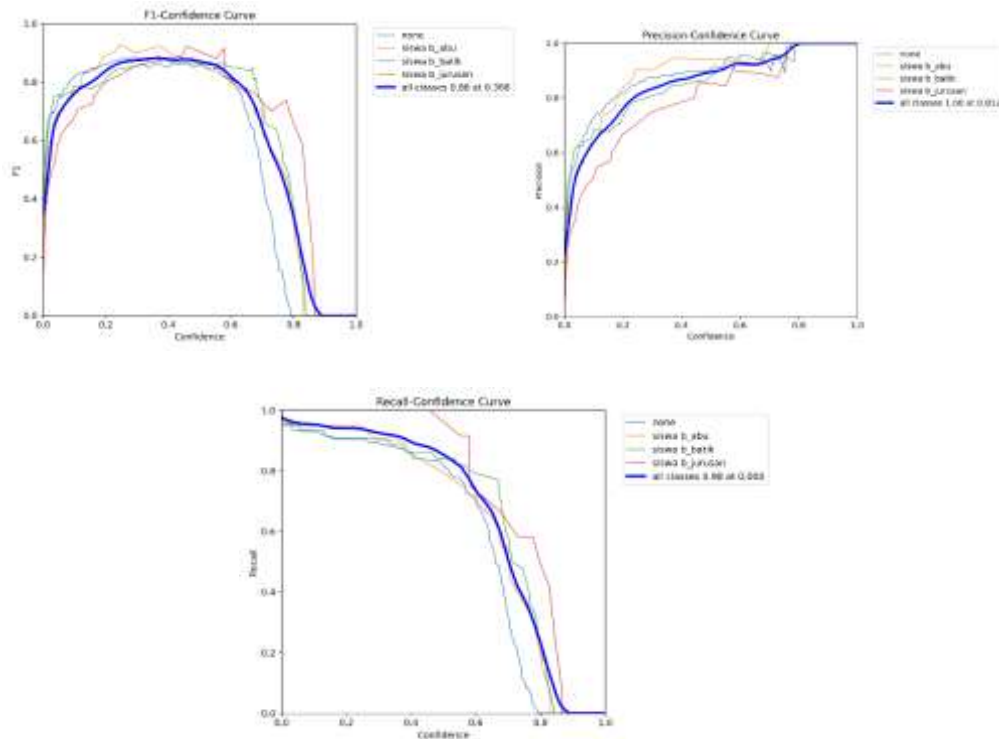 F1-Confidence Curve
1.0
0.8
0.6
0.4
0.2
0.0
F1
0.0 0.2 0.4 0.6 0.8 1.0
Confidence
none
siswa b_abu
siswa b_batik
siswa b_jurusan
all classes 0.88 at 0.368
Precision-Confidence Curve
1.0
0.8
0.6
0.4
0.2
0.0
Precision
0.0 0.2 0.4 0.6 0.8 1.0
Confidence
none
siswa b_abu
siswa b_batik
siswa b_jurusan
all classes 1.00 at
Recall-Confidence Curve
1.0
0.8
0.6
0.4
0.2
0.0
Recall
0.0 0.2 0.4 0.6 0.8 1.0
Confidence
none
siswa b_abu
siswa b_batik
siswa b_jurusan
all classes 0.98 at 0.000